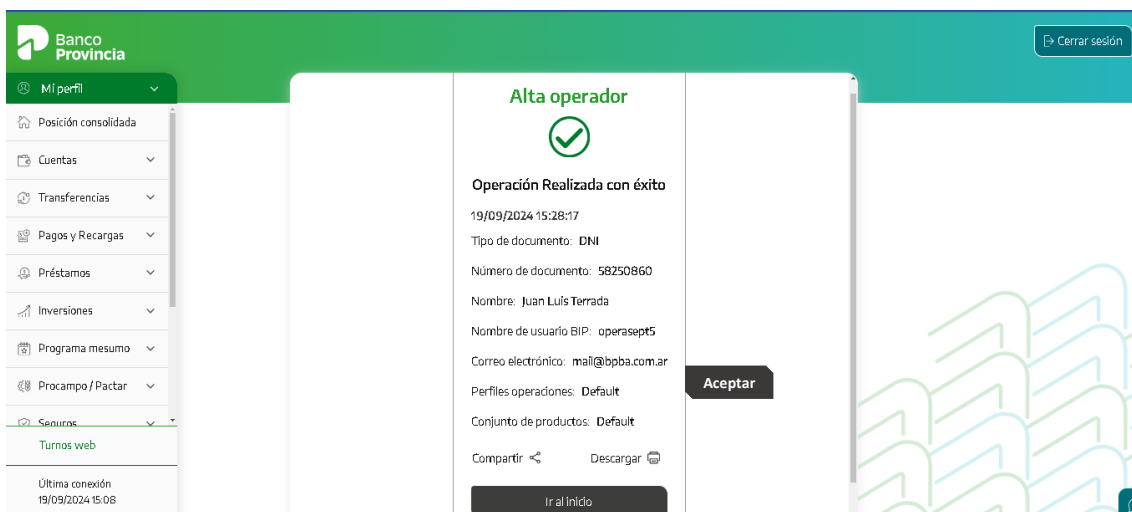 Banco
Provincia
Cerrar sesión
Mi perfil
Posición consolidada
Cuentas
Transferencias
Pagos y Recargas
Préstamos
Inversiones
Programa mesumo
Procampo / Pactar
Seguros
Turnos web
Última conexión
19/09/2024 15:08
Alta operador
Operación Realizada con éxito
19/09/2024 15:28:17
Tipo de documento: DNI
Número de documento: 58250860
Nombre: Juan Luis Terrada
Nombre de usuario BIP: operasept5
Correo electrónico: mail@bpba.com.ar
Perfiles operaciones: Default
Conjunto de productos: Default
Compartir Descargar
Ir al inicio
Aceptar